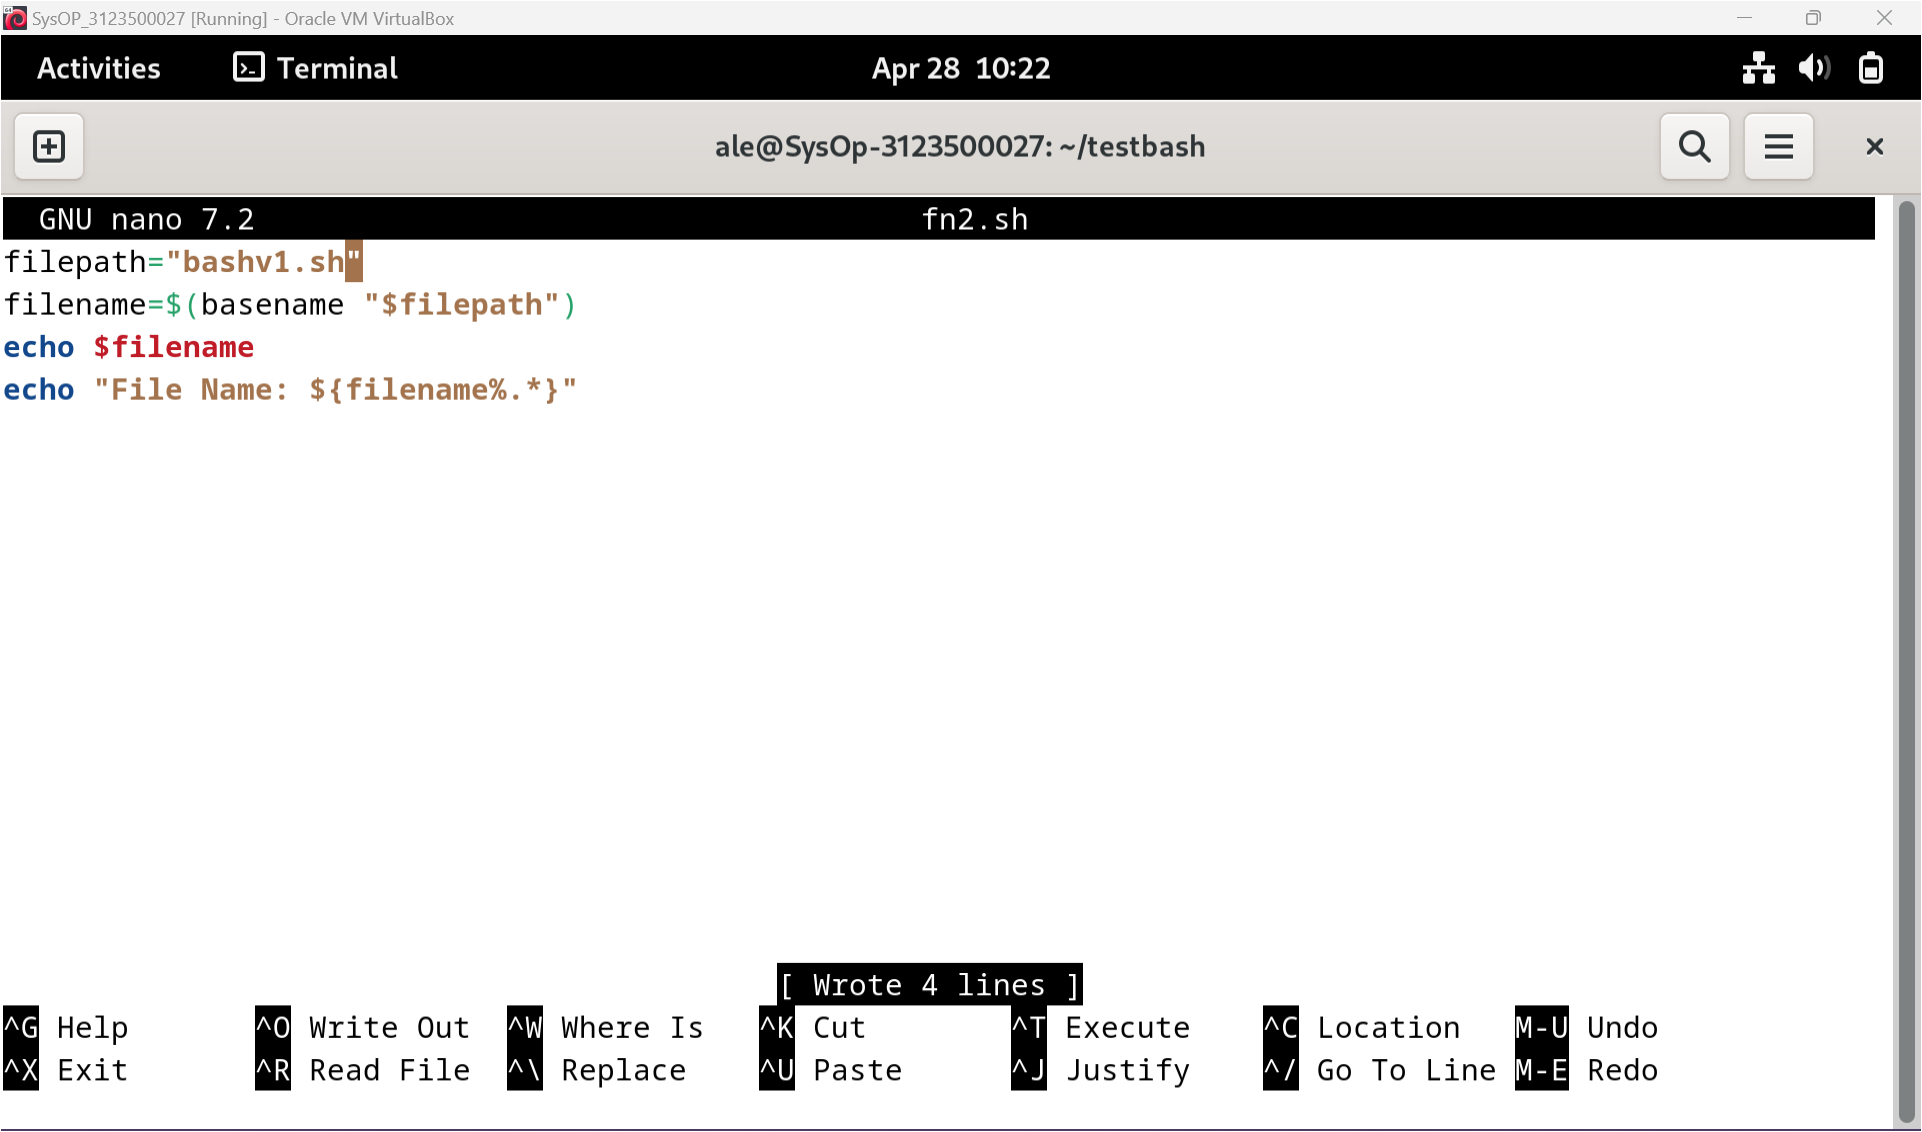 SysOP_3123500027 [Running] - Oracle VM VirtualBox
Activities Terminal Apr 28 10:22
ale@SysOp-3123500027: ~/testbash
GNU nano 7.2 fn2.sh
filepath="bashv1.sh"
filename=$(basename "$filepath")
echo $filename
echo "File Name: ${filename%.*}"
[ Wrote 4 lines ]
^G Help ^O Write Out ^W Where Is ^K Cut ^T Execute ^C Location M-U Undo
^X Exit ^R Read File ^\ Replace ^U Paste ^J Justify ^/ Go To Line M-E Redo